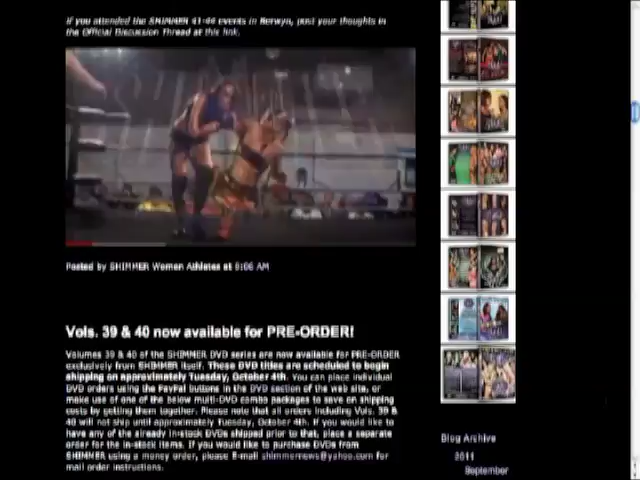 If you attended the SHIMMER 41-44 events in Berwyn, post your thoughts in
the Official Discussion Thread at this link.
Posted by SHIMMER Women Athletes at 8:06 AM
Vols. 39 & 40 now available for PRE-ORDER!
Volumes 39 & 40 of the SHIMMER DVD series are now available for PRE-ORDER
exclusively from SHIMMER itself. These DVD titles are scheduled to begin
shipping on approximately Tuesday, October 4th. You can place individual
DVD orders using the PayPal buttons in the DVD section of the web site, or
make use of one of the below multi-DVD combo packages to save on shipping
costs by getting them together. Please note that all orders including Vols. 39 &
40 will not ship until approximately Tuesday, October 4th. If you would like to
have any of the already in-stock DVDs shipped prior to that, place a separate
order for the in-stock items. If you would like to purchase DVDs from
SHIMMER using a money order, please E-mail shimmernews@yahoo.com for
mail order instructions.
Blog Archive
2011
September